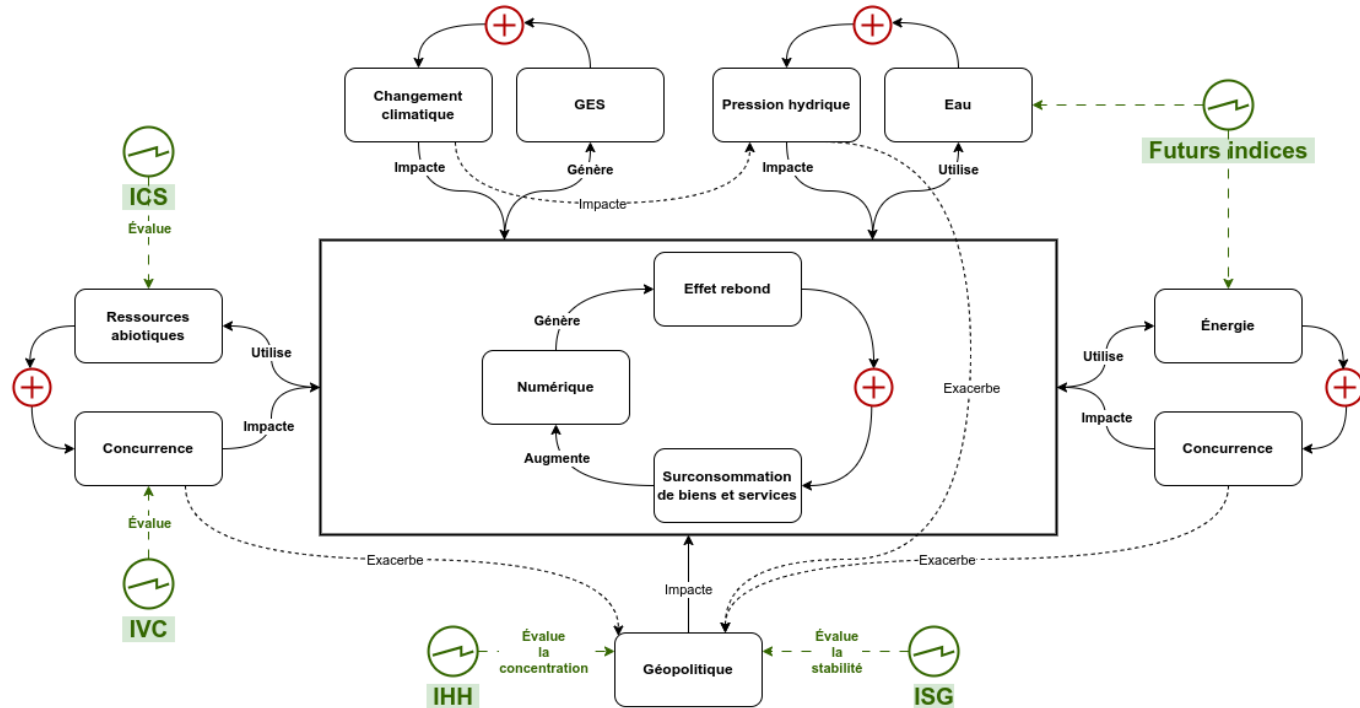 Changement
climatique
GES
Pression hydrique
Eau
Impacte
Génère
Impacte
Utilise
Impacte
Futurs indices
ICS
Évalue
Ressources
abiotiques
Utilise
Concurrence
Impacte
Évalue
IVC
Effet rebond
Génère
Numérique
Augmente
Surconsommation
de biens et services
Exacerbe
Énergie
Utilise
Impacte
Concurrence
Exacerbe
Exacerbe
Impacte
Géopolitique
Évalue
la
concentration
IHH
Évalue
la
stabilité
ISG